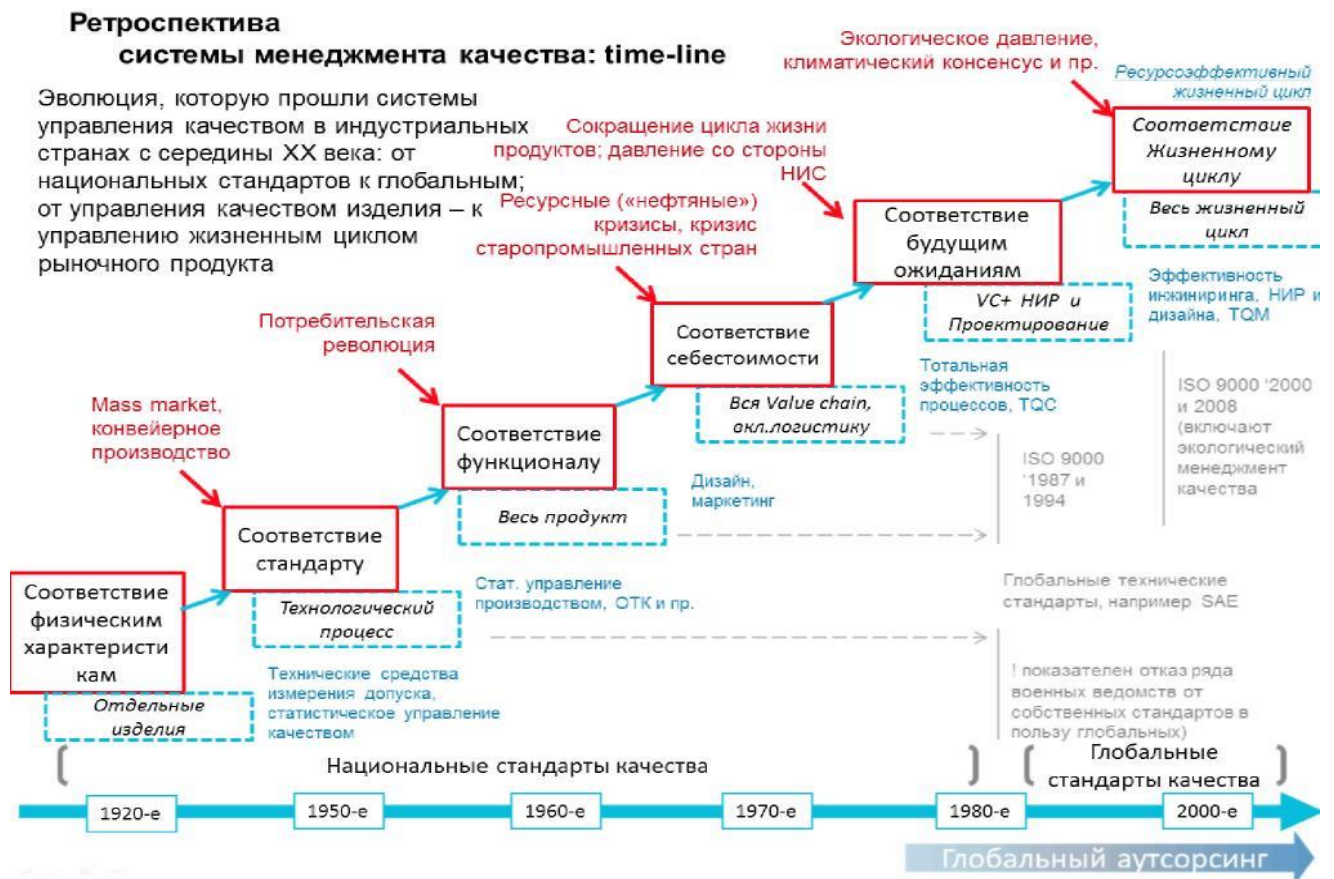 Ретроспектива
системы менеджмента качества: time-line
Эволюция, которую прошли системы
управления качеством в индустриальных
странах с середины XX века: от
национальных стандартов к глобальным;
от управления качеством изделия – к
управлению жизненным циклом
рыночного продукта
Экологическое давление,
климатический консенсус и пр.
Ресурсоэффективный
жизненный цикл
Соответствие
Жизненному
циклу
Весь жизненный
цикл
Сокращение цикла жизни
продуктов; давление со стороны
НИС
Соответствие
будущим
ожиданиям
VC+ НИР и
Проектирование
Эффективность
инжиниринга, НИР и
дизайна, TQM
Ресурсные («нефтяные»)
кризисы, кризис
старопромышленных стран
Соответствие
себестоимости
Вся Value chain,
вкл.логистику
Тотальная
эффективность
процессов, TQC
Потребительская
революция
Соответствие
функционалу
Весь продукт
Дизайн,
маркетинг
Mass market,
конвейерное
производство
Соответствие
стандарту
Технологический
процесс
Стат. управление
производством, ОТК и пр.
Соответствие
физическим
характеристи
кам
Отдельные
изделия
Технические средства
измерения допуска,
статистическое управление
качеством
ISO 9000
'1987 и
1994
ISO 9000 '2000
и 2008
(включают
экологический
менеджмент
качества)
Глобальные технические
стандарты, например SAE
! показателен отказ ряда
военных ведомств от
собственных стандартов в
пользу глобальных)
Национальные стандарты качества
Глобальные
стандарты качества
1920-е
1950-е
1960-е
1970-е
1980-е
2000-е
Глобальный аутсорсинг